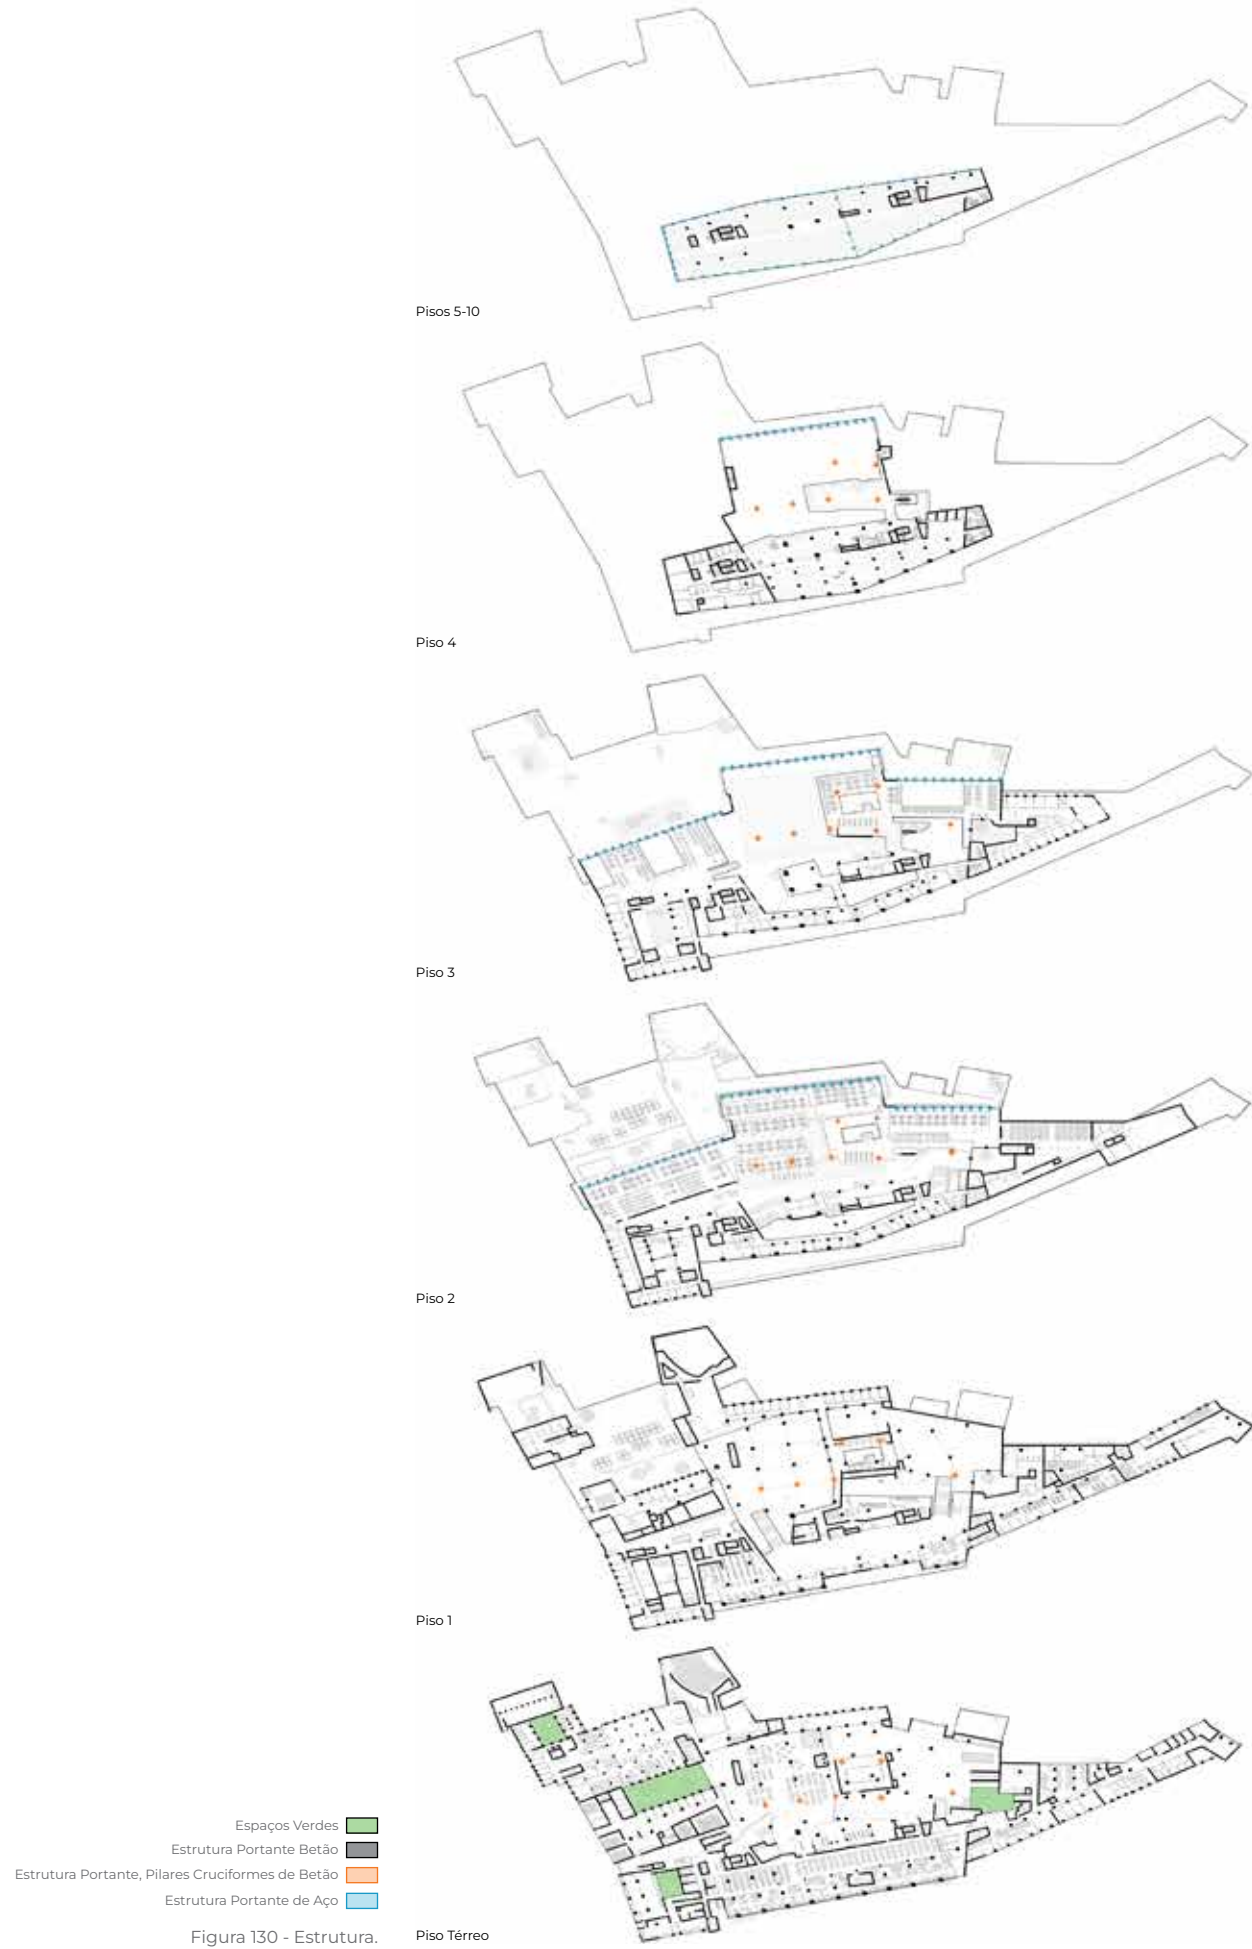 Pisos 5-10
Piso 4
Piso 3
Piso 2
Piso 1
Espaços Verdes
Estrutura Portante Betão
Estrutura Portante, Pilares Cruciformes de Betão
Estrutura Portante de Aço
Figura 130 - Estrutura.
Piso Térreo